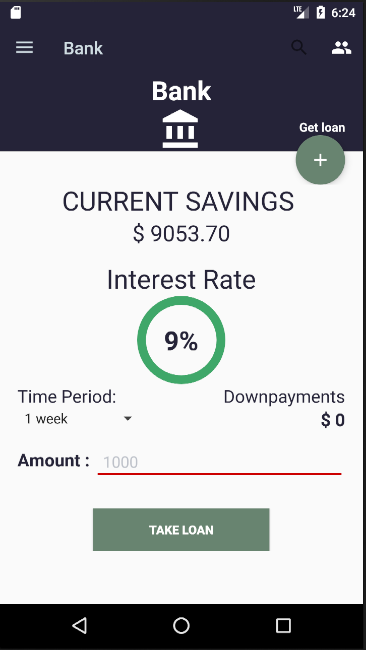 LTE 6:24
Bank
Bank
Get loan
+
CURRENT SAVINGS
$ 9053.70
Interest Rate
9%
Time Period: Downpayments
1 week $ 0
Amount : 1000
TAKE LOAN